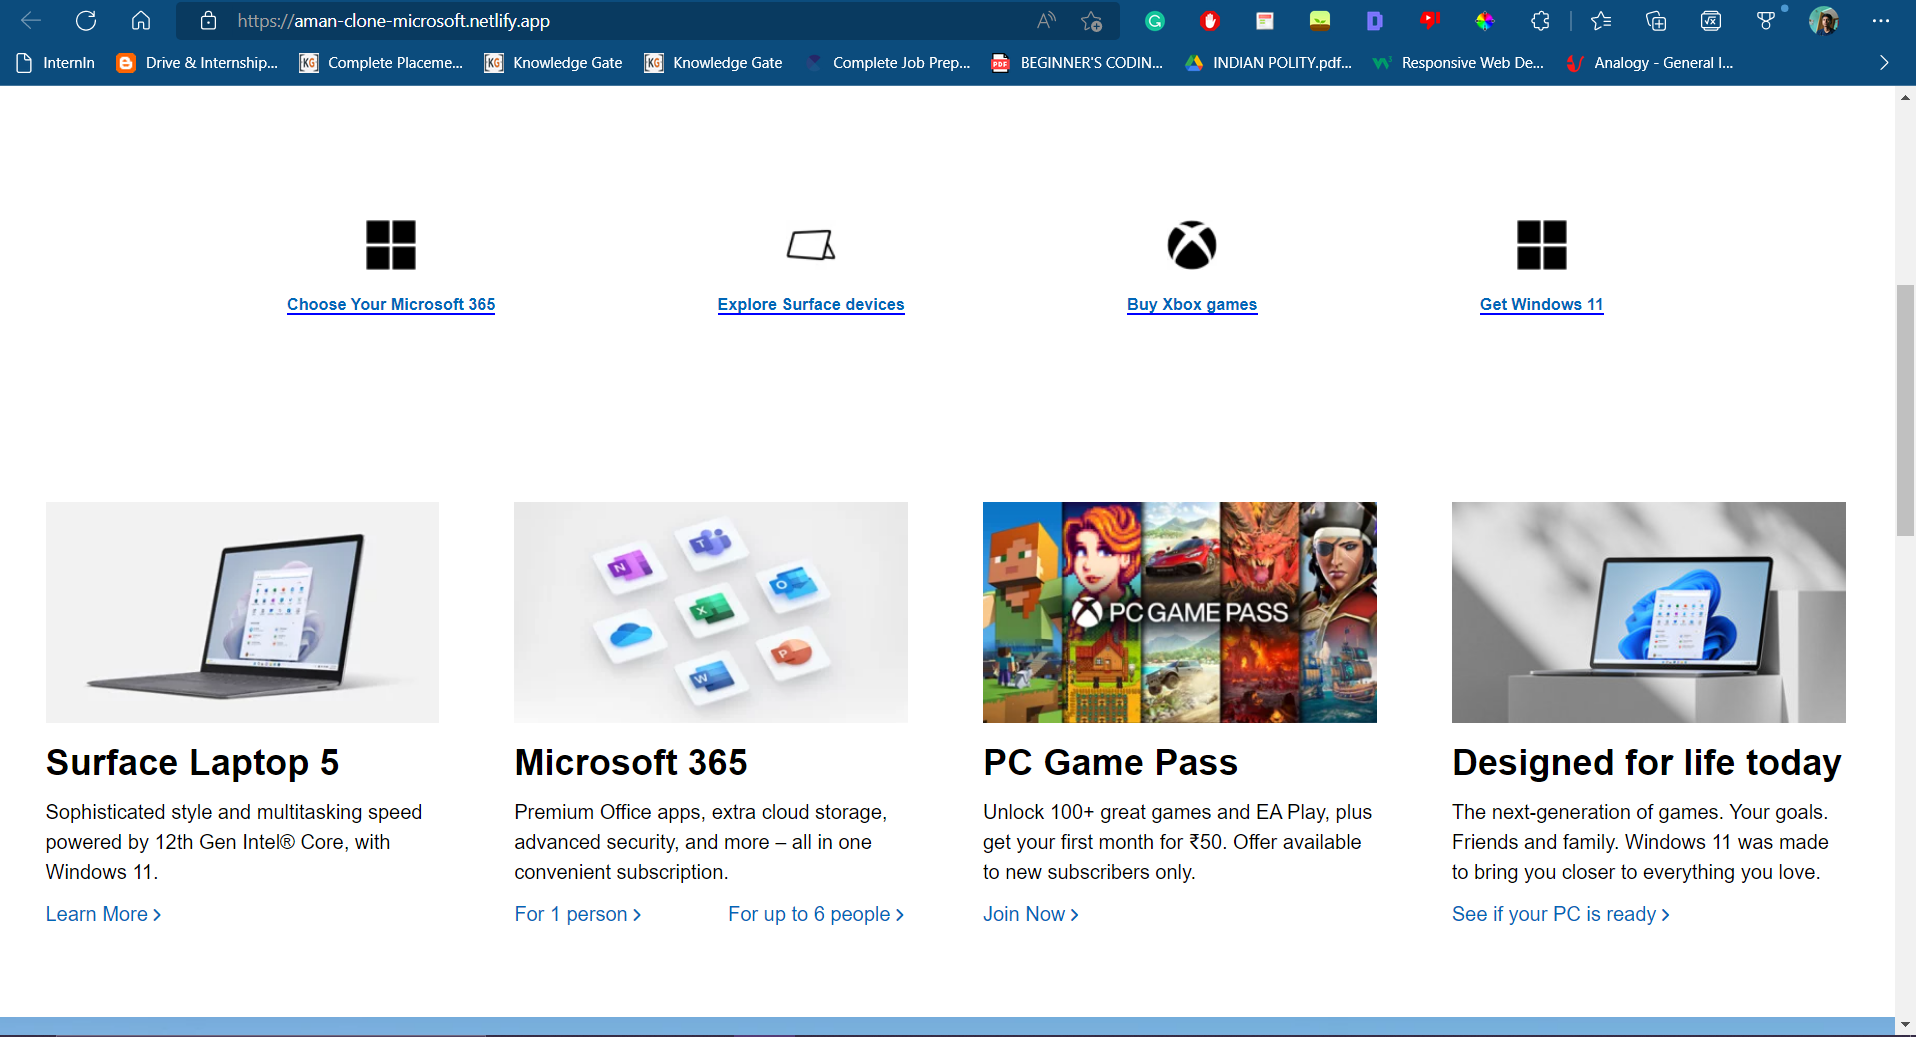 https://aman-clone-microsoft.netlify.app
InternIn
Drive & Internship...
Complete Placeme...
Knowledge Gate
Knowledge Gate
Complete Job Prep...
BEGINNER'S CODIN...
INDIAN POLITY.pdf...
Responsive Web De...
Analogy - General I...
Choose Your Microsoft 365
Explore Surface devices
Buy Xbox games
Get Windows 11
PC GAME PASS
Surface Laptop 5
Sophisticated style and multitasking speed
powered by 12th Gen Intel® Core, with
Windows 11.
Learn More
Microsoft 365
Premium Office apps, extra cloud storage,
advanced security, and more – all in one
convenient subscription.
For 1 person
For up to 6 people
PC Game Pass
Unlock 100+ great games and EA Play, plus
get your first month for ₹50. Offer available
to new subscribers only.
Join Now
Designed for life today
The next-generation of games. Your goals.
Friends and family. Windows 11 was made
to bring you closer to everything you love.
See if your PC is ready